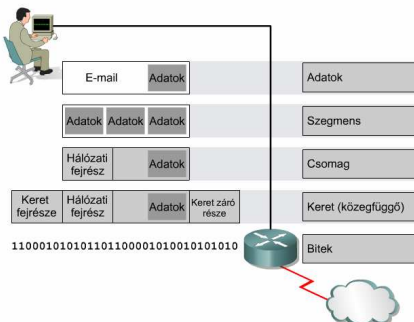 E-mail Adatok Adatok
Adatok Adatok Adatok Szegmens
Hálózati
fejrész Adatok Csomag
Keret
fejrésze Hálózati
fejrész Adatok Keret záró
része Keret (közegfüggő)
1100010101011011000001010010101010 Bitek